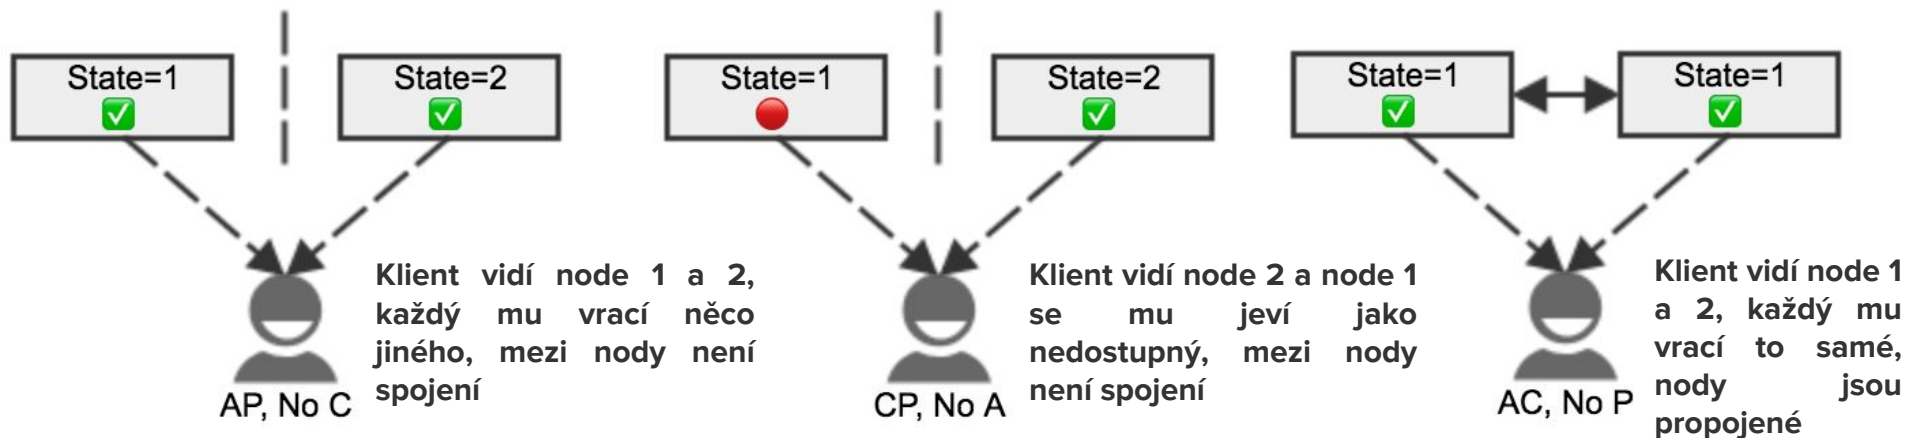 State=1
State=2
Klient vidí node 1 a 2,
každý mu vrací něco
jiného, mezi nody není
spojení
AP, No C
State=1
State=2
Klient vidí node 2 a node 1
se mu jeví jako
nedostupný, mezi nody
není spojení
CP, No A
State=1
State=1
Klient vidí node 1
a 2, každý mu
vrací to samé,
nody jsou
propojené
AC, No P